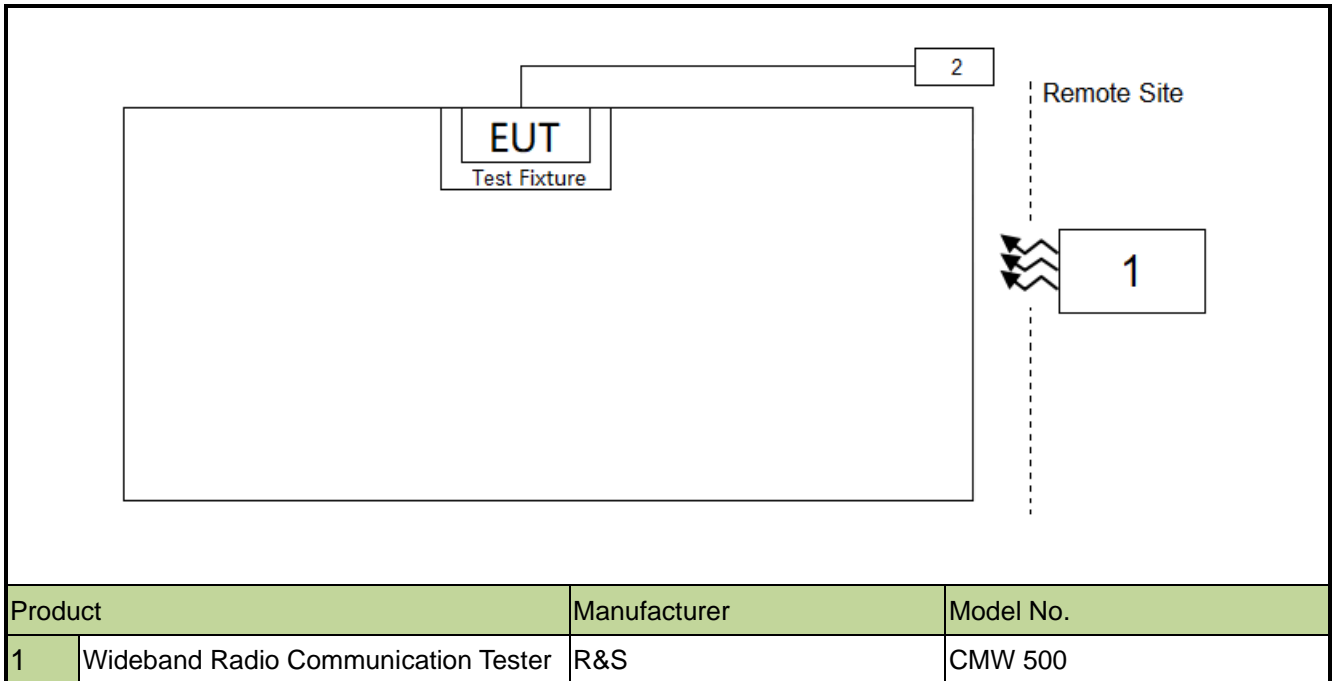 2
Remote Site
EUT
Test Fixture
1
Product Manufacturer Model No.
1 Wideband Radio Communication Tester R&S CMW 500